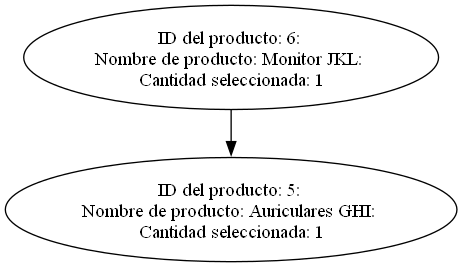 ID del producto: 6:
Nombre de producto: Monitor JKL:
Cantidad seleccionada: 1
ID del producto: 5:
Nombre de producto: Auriculares GHI:
Cantidad seleccionada: 1